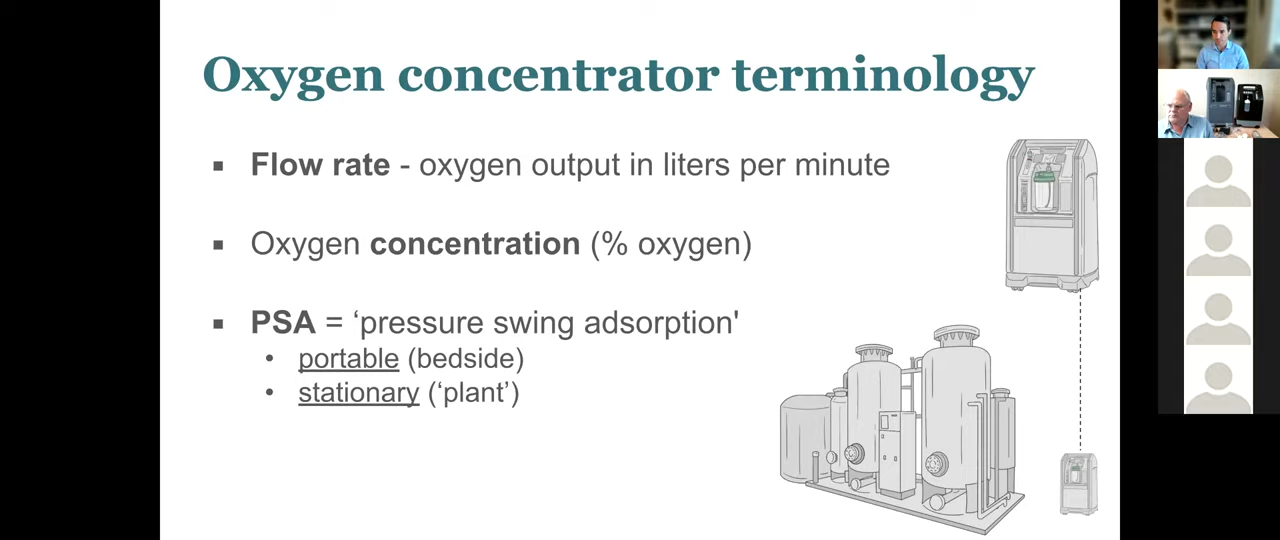 Oxygen concentrator terminology
▪ Flow rate - oxygen output in liters per minute
▪ Oxygen concentration (% oxygen)
▪ PSA = ‘pressure swing adsorption'
• portable (bedside)
• stationary (‘plant’)